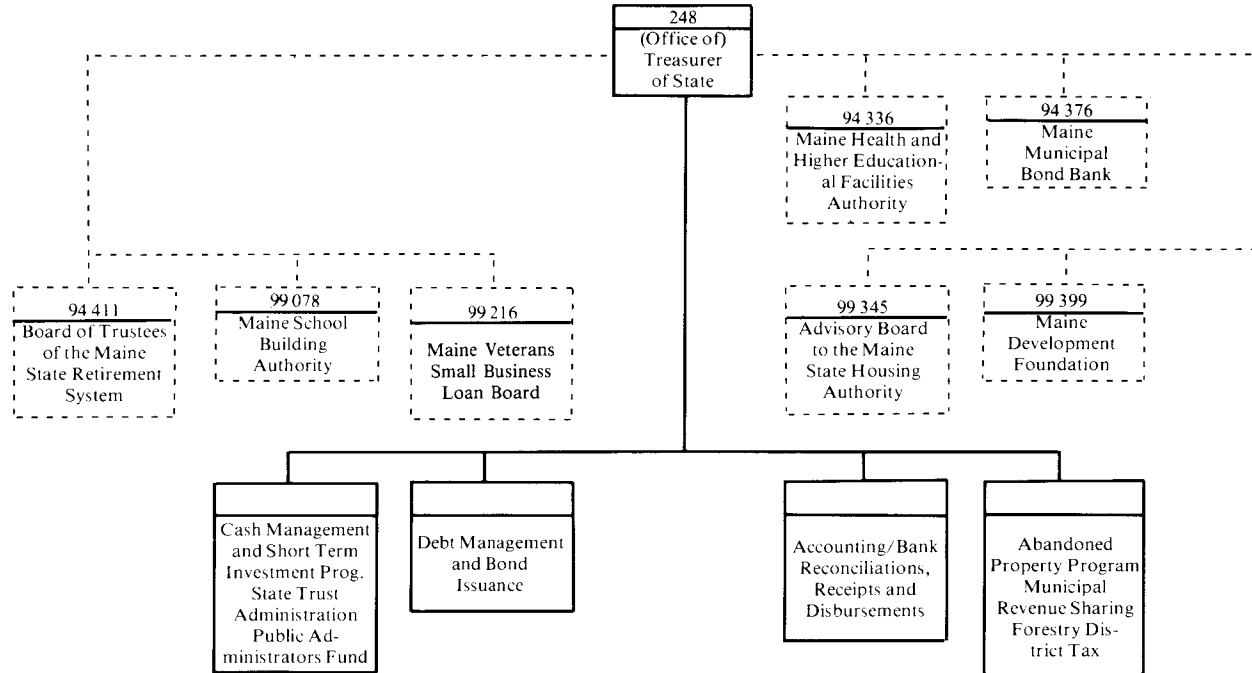 248
(Office of)
Treasurer
of State
94 336
Maine Health and
Higher Education-
al Facilities
Authority
94 376
Maine
Municipal
Bond Bank
94 411
Board of Trustees
of the Maine
State Retirement
System
99 078
Maine School
Building
Authority
99 216
Maine Veterans
Small Business
Loan Board
99 345
Advisory Board
to the Maine
State Housing
Authority
99 399
Maine
Development
Foundation
Cash Management
and Short Term
Investment Prog.
State Trust
Administration
Public Ad-
ministrators Fund
Debt Management
and Bond
Issuance
Accounting/Bank
Reconciliations,
Receipts and
Disbursements
Abandoned
Property Program
Municipal
Revenue Sharing
Forestry Dis-
trict Tax